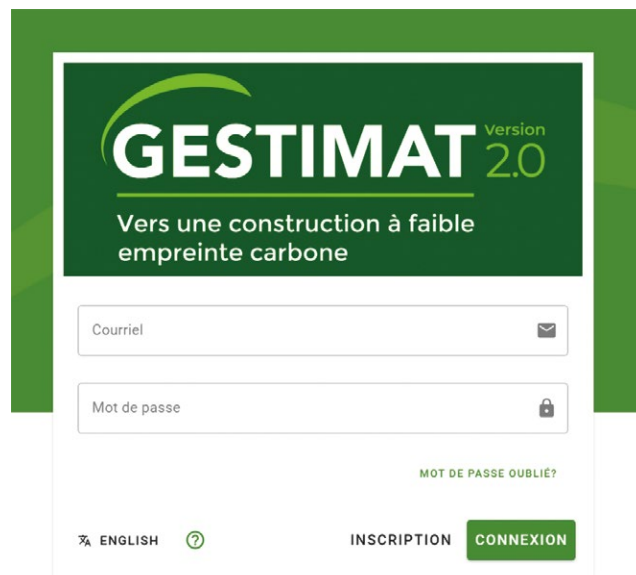 GESTIMAT Version 2.0
Vers une construction à faible
empreinte carbone
Courriel
Mot de passe
MOT DE PASSE OUBLIÉ?
ENGLISH
INSCRIPTION
CONNEXION